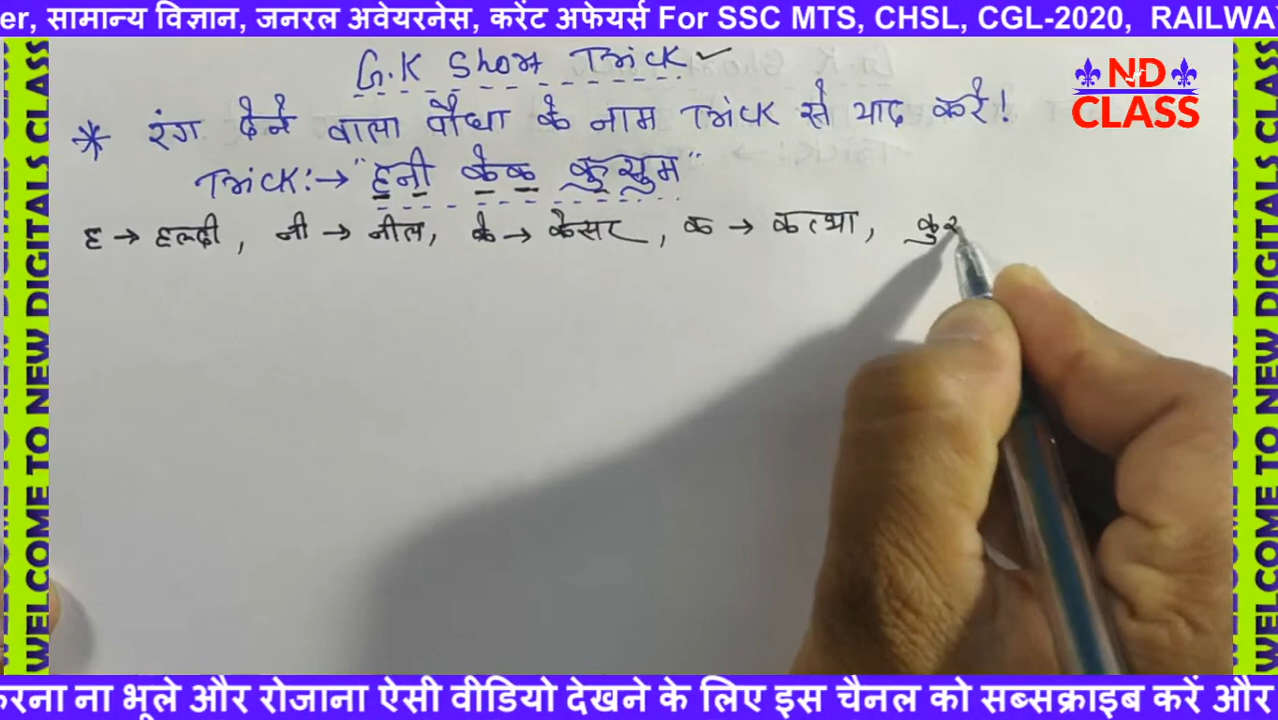 er, सामान्य विज्ञान, जनरल अवेयरनेस, करेंट अफेयर्स For SSC MTS, CHSL, CGL-2020, RAILWA
G.K Short Trick ✓
ND
CLASS
* रंग देने वाला पौधा के नाम Trick से याद करे!
Trick:→ "हनी केक कुसुम"
ह → हल्दी, नी → नील, के → केसर, क → कत्था, कु
WELCOME TO NEW DIGITALS CLASS
WELCOME TO NEW DIGITALS CLASS
करना ना भूले और रोजाना ऐसी वीडियो देखने के लिए इस चैनल को सब्सक्राइब करें और